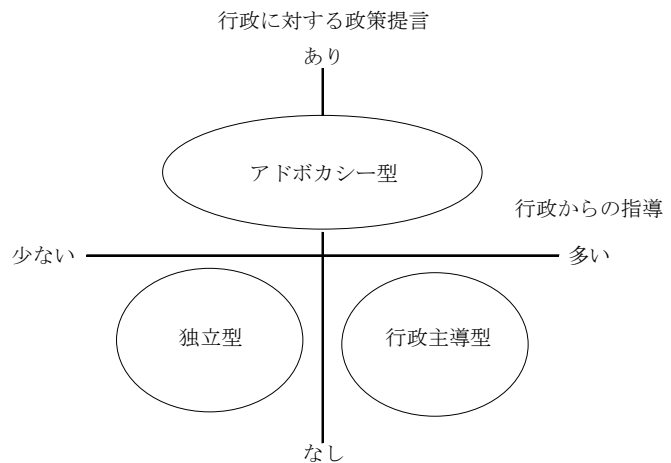 行政に対する政策提言
あり
アドボカシー型
行政からの指導
少ない
多い
独立型
行政主導型
なし